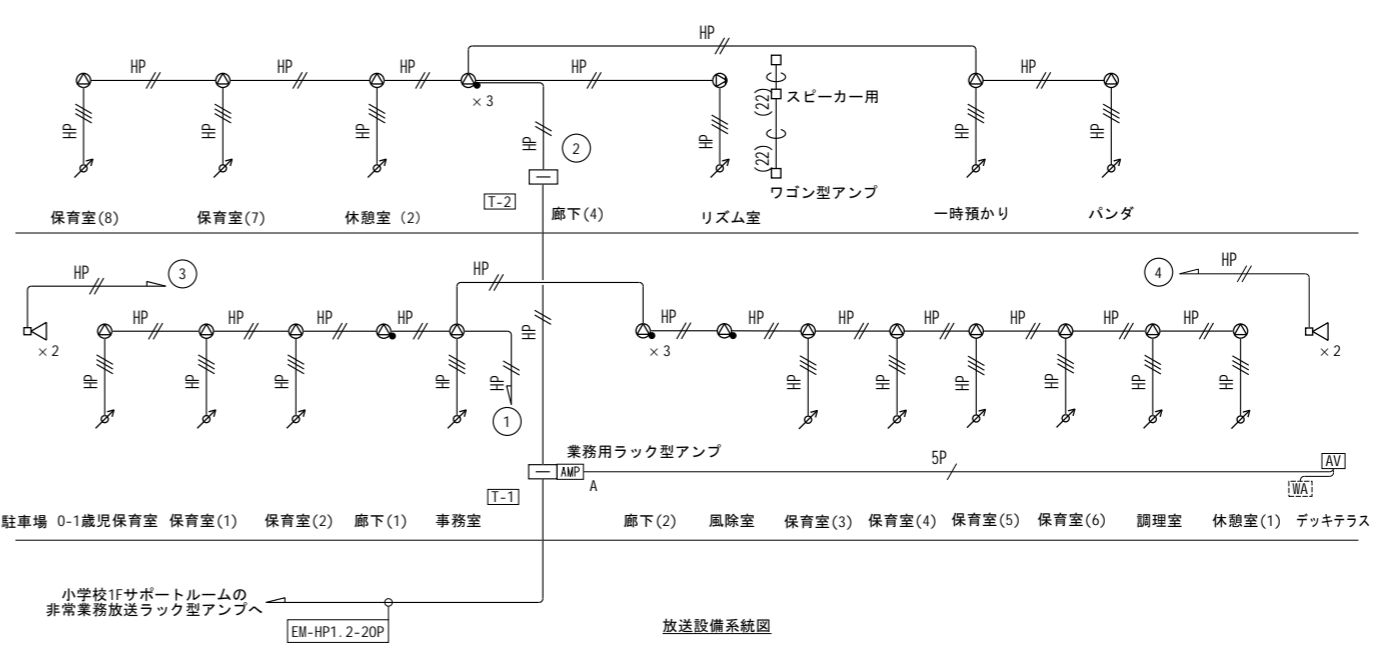 HP
HP HP HP HP HP
×3
(22) スピーカー用
HP HP HP HP ② HP HP HP
(22)
ワゴン型アンプ
T-2
保育室(8) 保育室(7) 休憩室 (2) 廊下(4) リズム室 一時預かり パンダ
HP ③ HP ④ HP
HP HP HP HP HP HP HP HP HP HP HP HP
×2 ×3 ×2
HP HP HP HP HP HP HP HP HP HP HP
①
業務用ラック型アンプ
AMP 5P AV
A WA
T-1
駐車場 0-1歳児保育室 保育室(1) 保育室(2) 廊下(1) 事務室 廊下(2) 風除室 保育室(3) 保育室(4) 保育室(5) 保育室(6) 調理室 休憩室(1) デッキテラス
小学校1Fサポートルームの
非常業務放送ラック型アンプへ
EM-HP1.2-20P
放送設備系統図